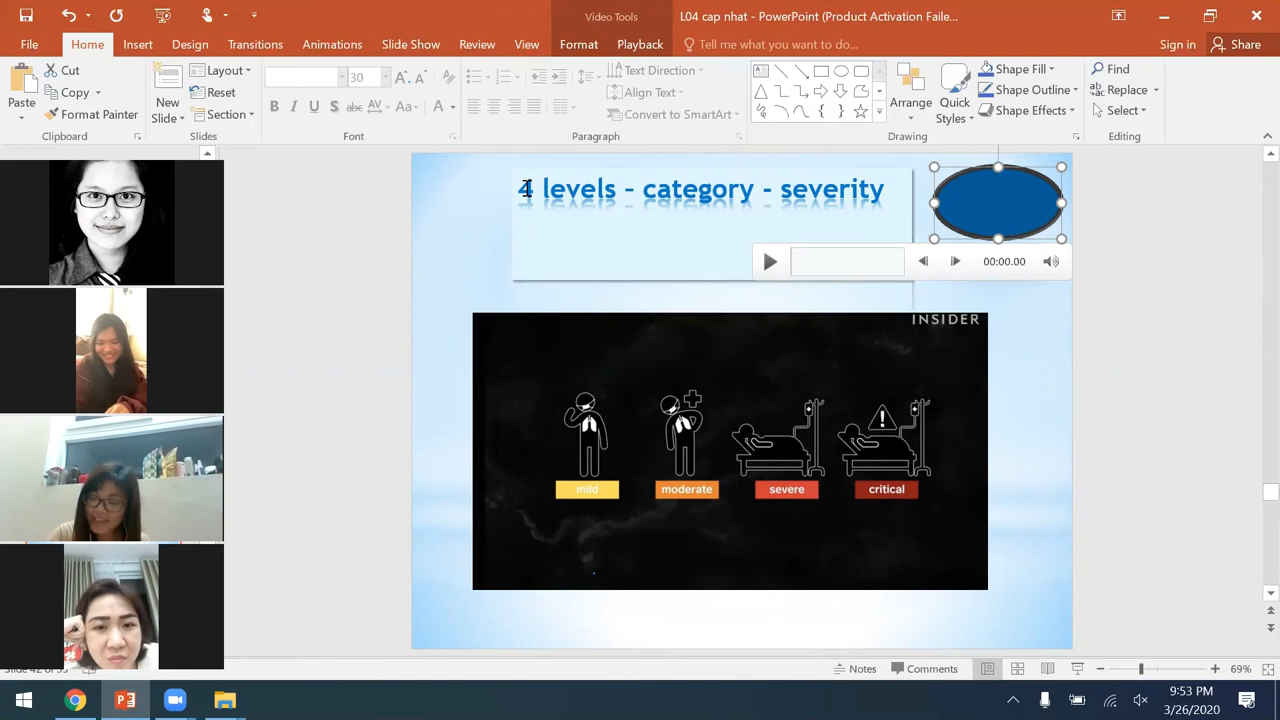 Video Tools
L04 cap nhat - PowerPoint (Product Activation Faile...
File
Home
Insert
Design
Transitions
Animations
Slide Show
Review
View
Format
Playback
Tell me what you want to do...
Sign in
Share
Paste
Cut
Copy
Format Painter
Clipboard
New Slide
Layout
Reset
Section
Slides
30
B I U S abc AV Aa A
Font
Text Direction
Align Text
Convert to SmartArt
Paragraph
Arrange
Quick Styles
Shape Fill
Shape Outline
Shape Effects
Drawing
Find
Replace
Select
Editing
4 levels – category - severity
00:00.00
INSIDER
mild
moderate
severe
critical
Notes
Comments
69%
9:53 PM
3/26/2020